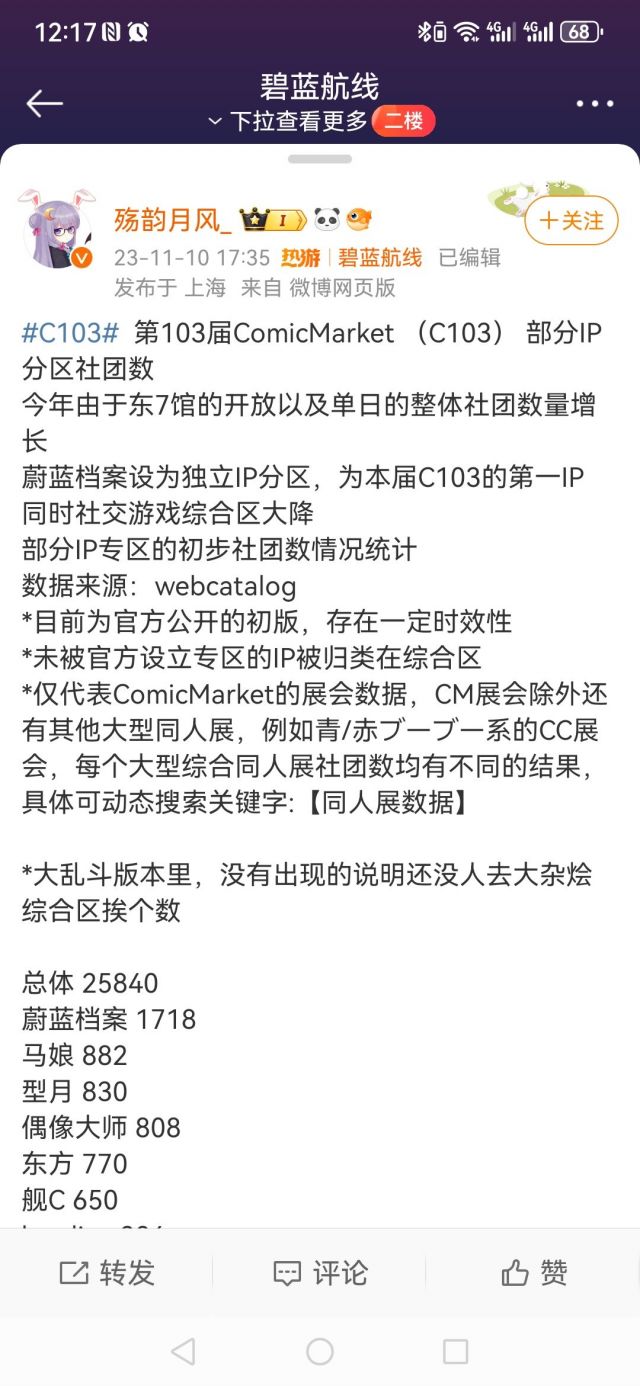 12:17
4G
4G
68
碧蓝航线
下拉查看更多 二楼
殇韵月风_
I
+关注
23-11-10 17:35 热游 碧蓝航线 已编辑
发布于 上海 来自 微博网页版
#C103# 第103届ComicMarket （C103） 部分IP
分区社团数
今年由于东7馆的开放以及单日的整体社团数量增
长
蔚蓝档案设为独立IP分区，为本届C103的第一IP
同时社交游戏综合区大降
部分IP专区的初步社团数情况统计
数据来源：webcatalog
*目前为官方公开的初版，存在一定时效性
*未被官方设立专区的IP被归类在综合区
*仅代表ComicMarket的展会数据，CM展会除外还
有其他大型同人展，例如青/赤ブーブー系的CC展
会，每个大型综合同人展社团数均有不同的结果，
具体可动态搜索关键字:【同人展数据】
*大乱斗版本里，没有出现的说明还没人去大杂烩
综合区挨个数
总体 25840
蔚蓝档案 1718
马娘 882
型月 830
偶像大师 808
东方 770
舰C 650
转发
评论
赞